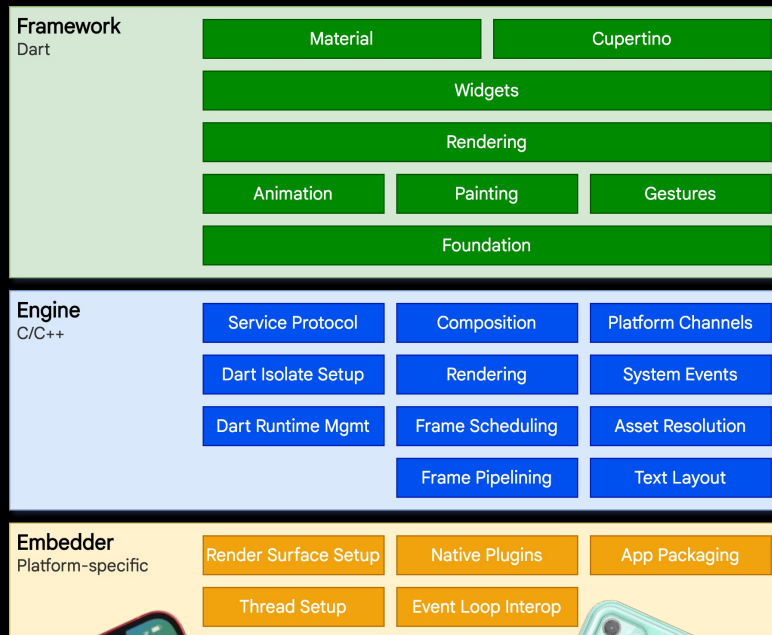 Framework
Dart
Material
Cupertino
Widgets
Rendering
Animation
Painting
Gestures
Foundation
Engine
C/C++
Service Protocol
Composition
Platform Channels
Dart Isolate Setup
Rendering
System Events
Dart Runtime Mgmt
Frame Scheduling
Asset Resolution
Frame Pipelining
Text Layout
Embedder
Platform-specific
Render Surface Setup
Native Plugins
App Packaging
Thread Setup
Event Loop Interop